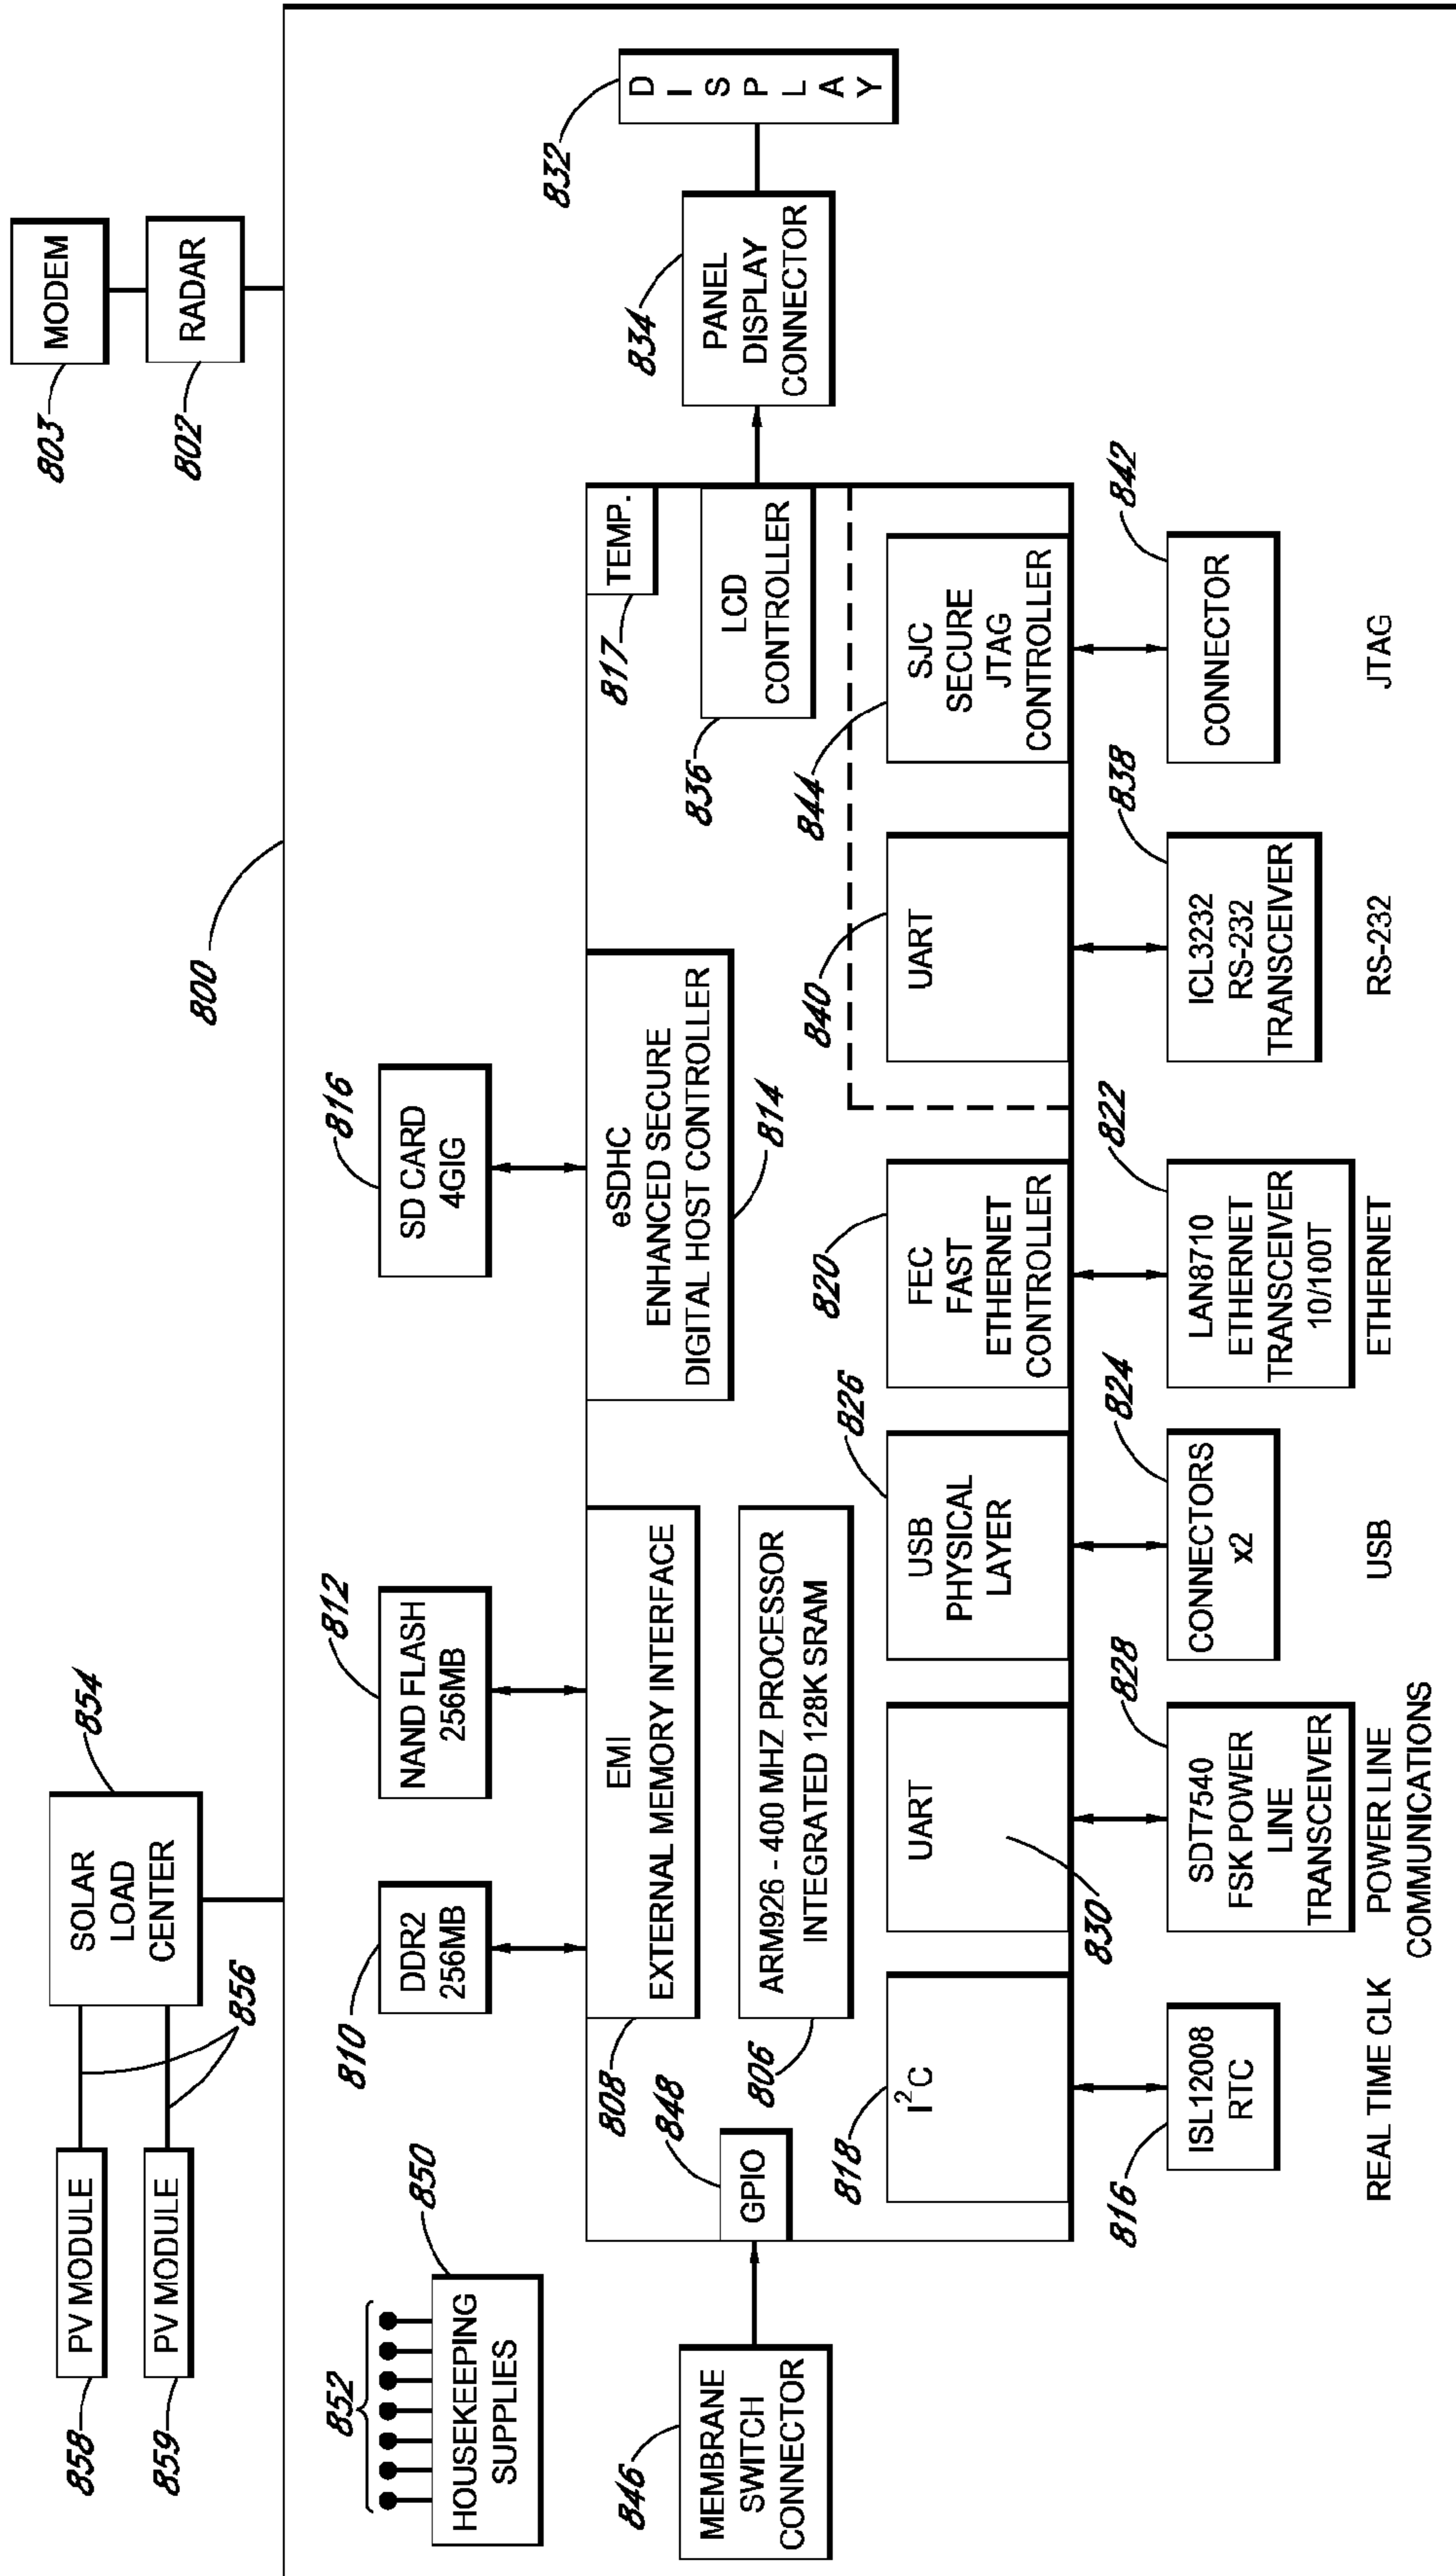 858
PV MODULE
859
PV MODULE
856
SOLAR
LOAD
CENTER
854
800
803
MODEM
802
RADAR
852
850
HOUSEKEEPING
SUPPLIES
810
DDR2
256MB
812
NAND FLASH
256MB
816
SD CARD
4GIG
832
DISPLAY
834
PANEL
DISPLAY
CONNECTOR
846
MEMBRANE
SWITCH
CONNECTOR
848
GPIO
808
EMI
EXTERNAL MEMORY INTERFACE
806
ARM926 - 400 MHZ PROCESSOR
INTEGRATED 128K SRAM
eSDHC
ENHANCED SECURE
DIGITAL HOST CONTROLLER
814
817
TEMP.
836
LCD
CONTROLLER
818
I²C
UART
830
826
USB
PHYSICAL
LAYER
820
FEC
FAST
ETHERNET
CONTROLLER
840
UART
844
SJC
SECURE
JTAG
CONTROLLER
816
ISL12008
RTC
828
SDT7540
FSK POWER
LINE
TRANSCEIVER
824
CONNECTORS
x2
822
LAN8710
ETHERNET
TRANSCEIVER
10/100T
838
ICL3232
RS-232
TRANSCEIVER
842
CONNECTOR
REAL TIME CLK
POWER LINE
COMMUNICATIONS
USB
ETHERNET
RS-232
JTAG